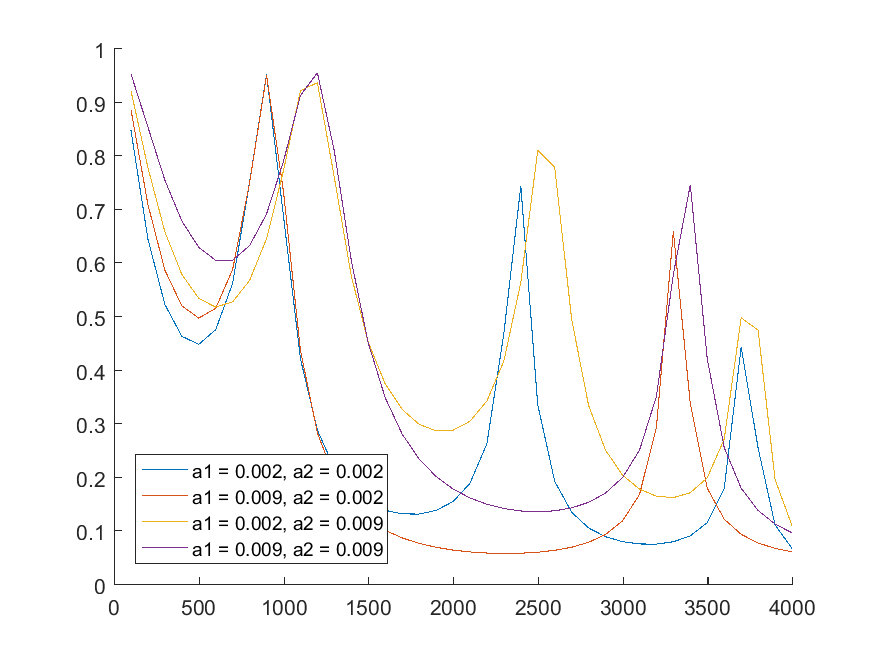 1
0.9
0.8
0.7
0.6
0.5
0.4
0.3
0.2
0.1
0
a1 = 0.002, a2 = 0.002
a1 = 0.009, a2 = 0.002
a1 = 0.002, a2 = 0.009
a1 = 0.009, a2 = 0.009
0 500 1000 1500 2000 2500 3000 3500 4000